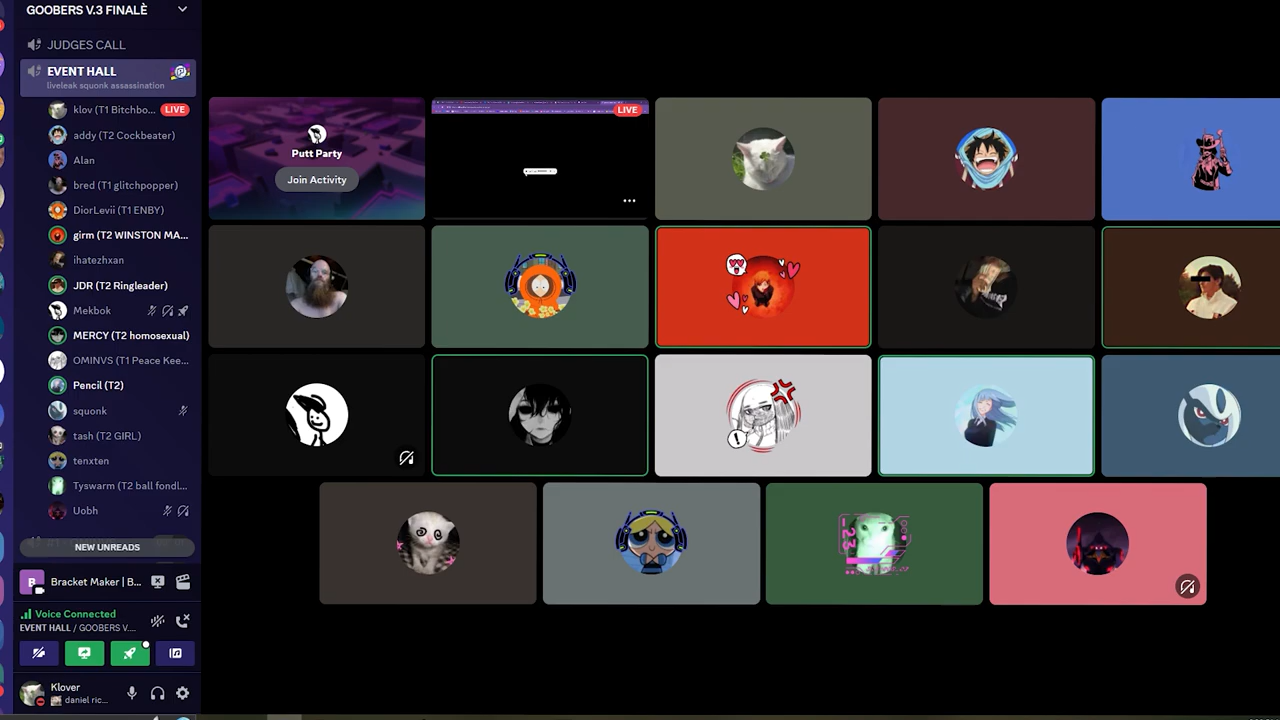 GOOBERS V.3 FINALÈ
JUDGES CALL
EVENT HALL
liveleak squonk assassination
klov (T1 Bitchbo... LIVE
addy (T2 Cockbeater)
Alan
bred (T1 glitchpopper)
DiorLevii (T1 ENBY)
girm (T2 WINSTON MA...
ihatezhxan
JDR (T2 Ringleader)
Mekbok
MERCY (T2 homosexual)
OMINVS (T1 Peace Kee...
Pencil (T2)
squonk
tash (T2 GIRL)
tenxten
Tyswarm (T2 ball fondl...
Uobh
NEW UNREADS
B
Bracket Maker | B...
Voice Connected
EVENT HALL / GOOBERS V....
Klover
daniel ric...
Putt Party
Join Activity
LIVE